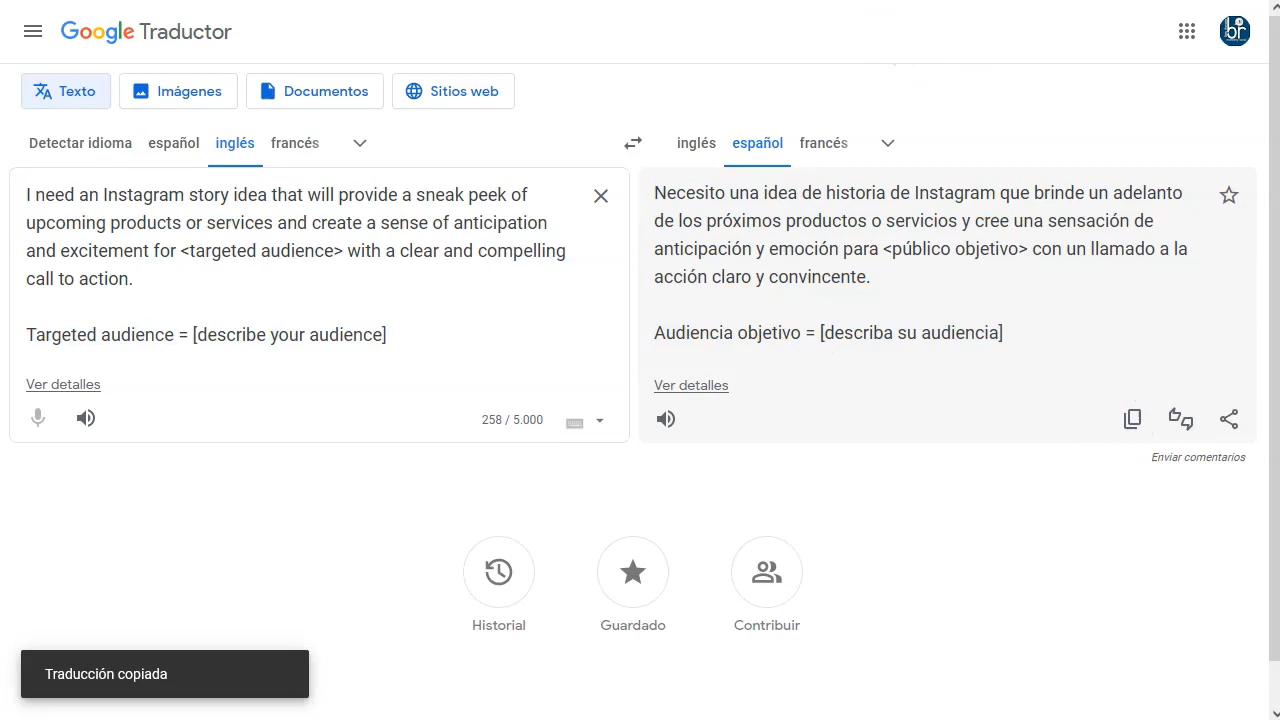 Google Traductor
br
Texto
Imágenes
Documentos
Sitios web
Detectar idioma
español
inglés
francés
inglés
español
francés
I need an Instagram story idea that will provide a sneak peek of
upcoming products or services and create a sense of anticipation
and excitement for <targeted audience> with a clear and compelling
call to action.
Targeted audience = [describe your audience]
Ver detalles
258 / 5.000
Necesito una idea de historia de Instagram que brinde un adelanto
de los próximos productos o servicios y cree una sensación de
anticipación y emoción para <público objetivo> con un llamado a la
acción claro y convincente.
Audiencia objetivo = [describa su audiencia]
Ver detalles
Enviar comentarios
Historial
Guardado
Contribuir
Traducción copiada